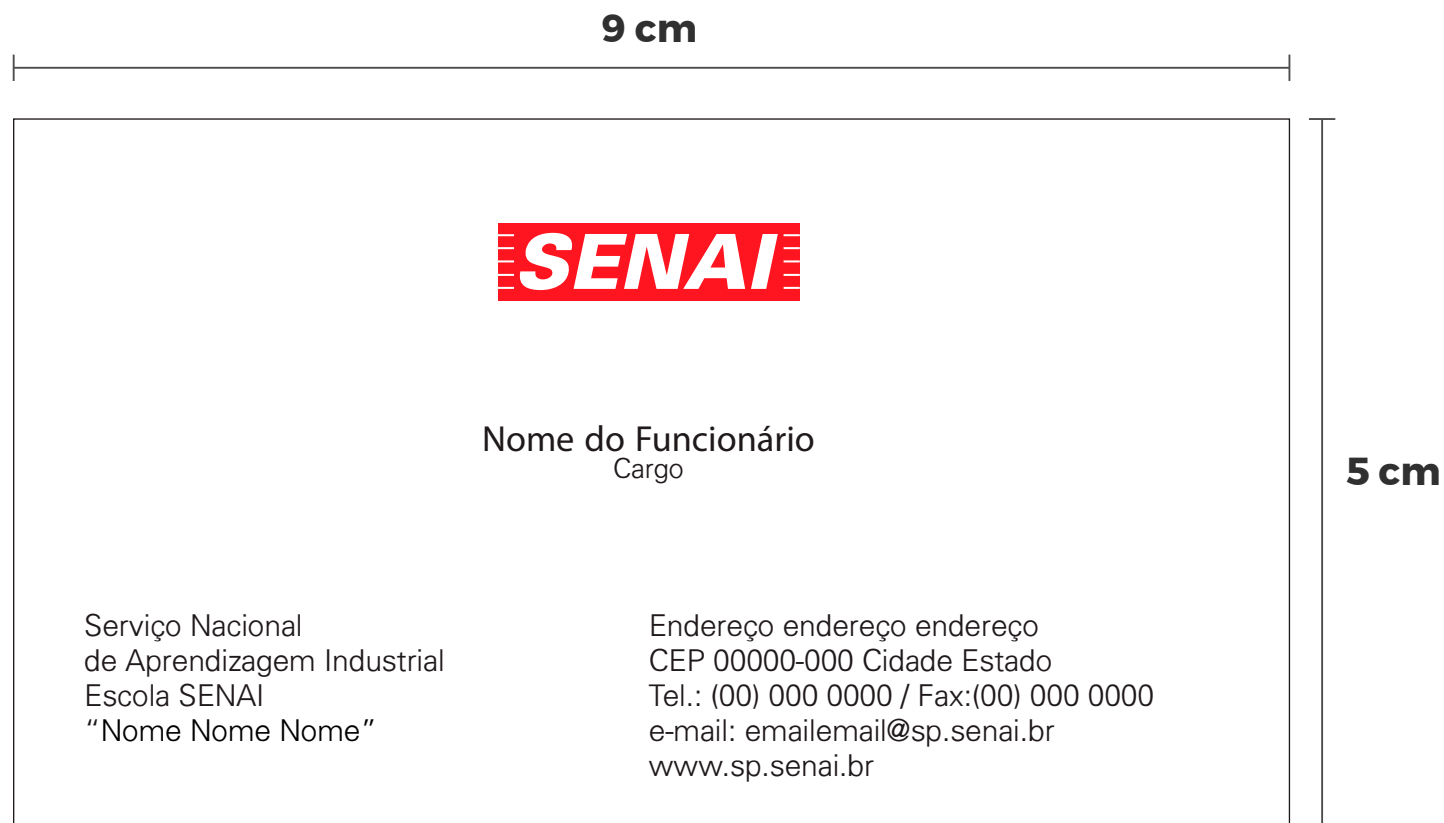 9 cm
SENAI
Nome do Funcionário
Cargo
5 cm
Serviço Nacional
de Aprendizagem Industrial
Escola SENAI
“Nome Nome Nome”
Endereço endereço endereço
CEP 00000-000 Cidade Estado
Tel.: (00) 000 0000 / Fax:(00) 000 0000
e-mail: emailemail@sp.senai.br
www.sp.senai.br